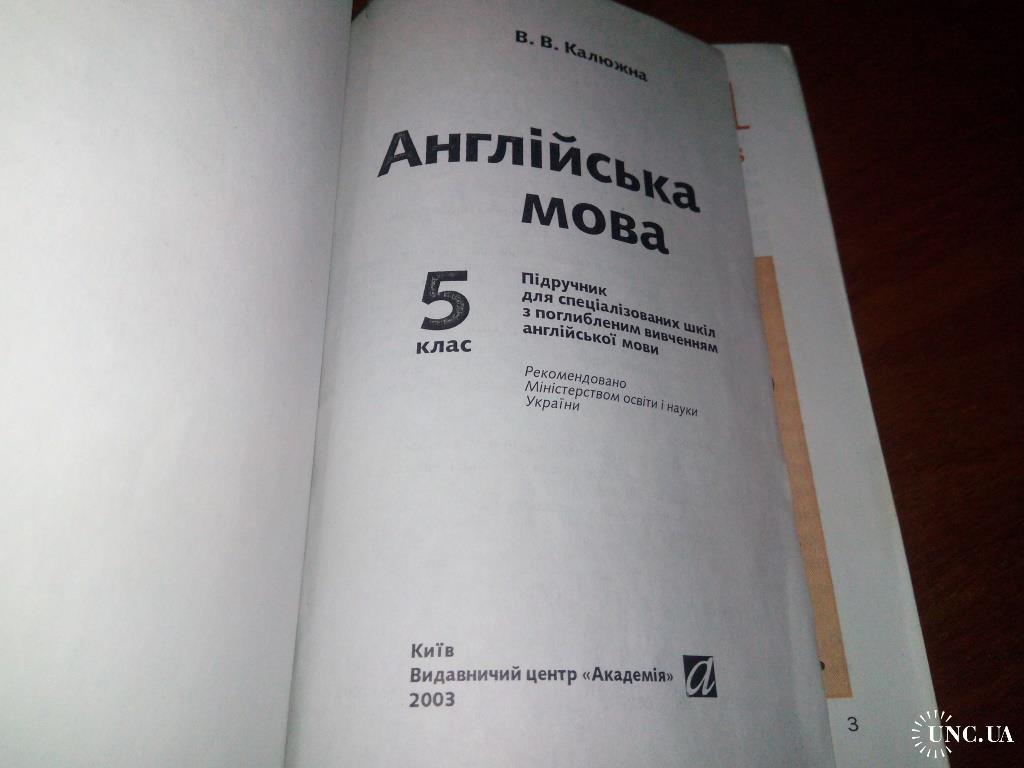 В. В. Калюжна
Англійська
мова
5
клас
Підручник
для спеціалізованих шкіл
з поглибленим вивченням
англійської мови
Рекомендовано
Міністерством освіти і науки
України
Київ
Видавничий центр «Академія»
2003
a
3
UNC.UA